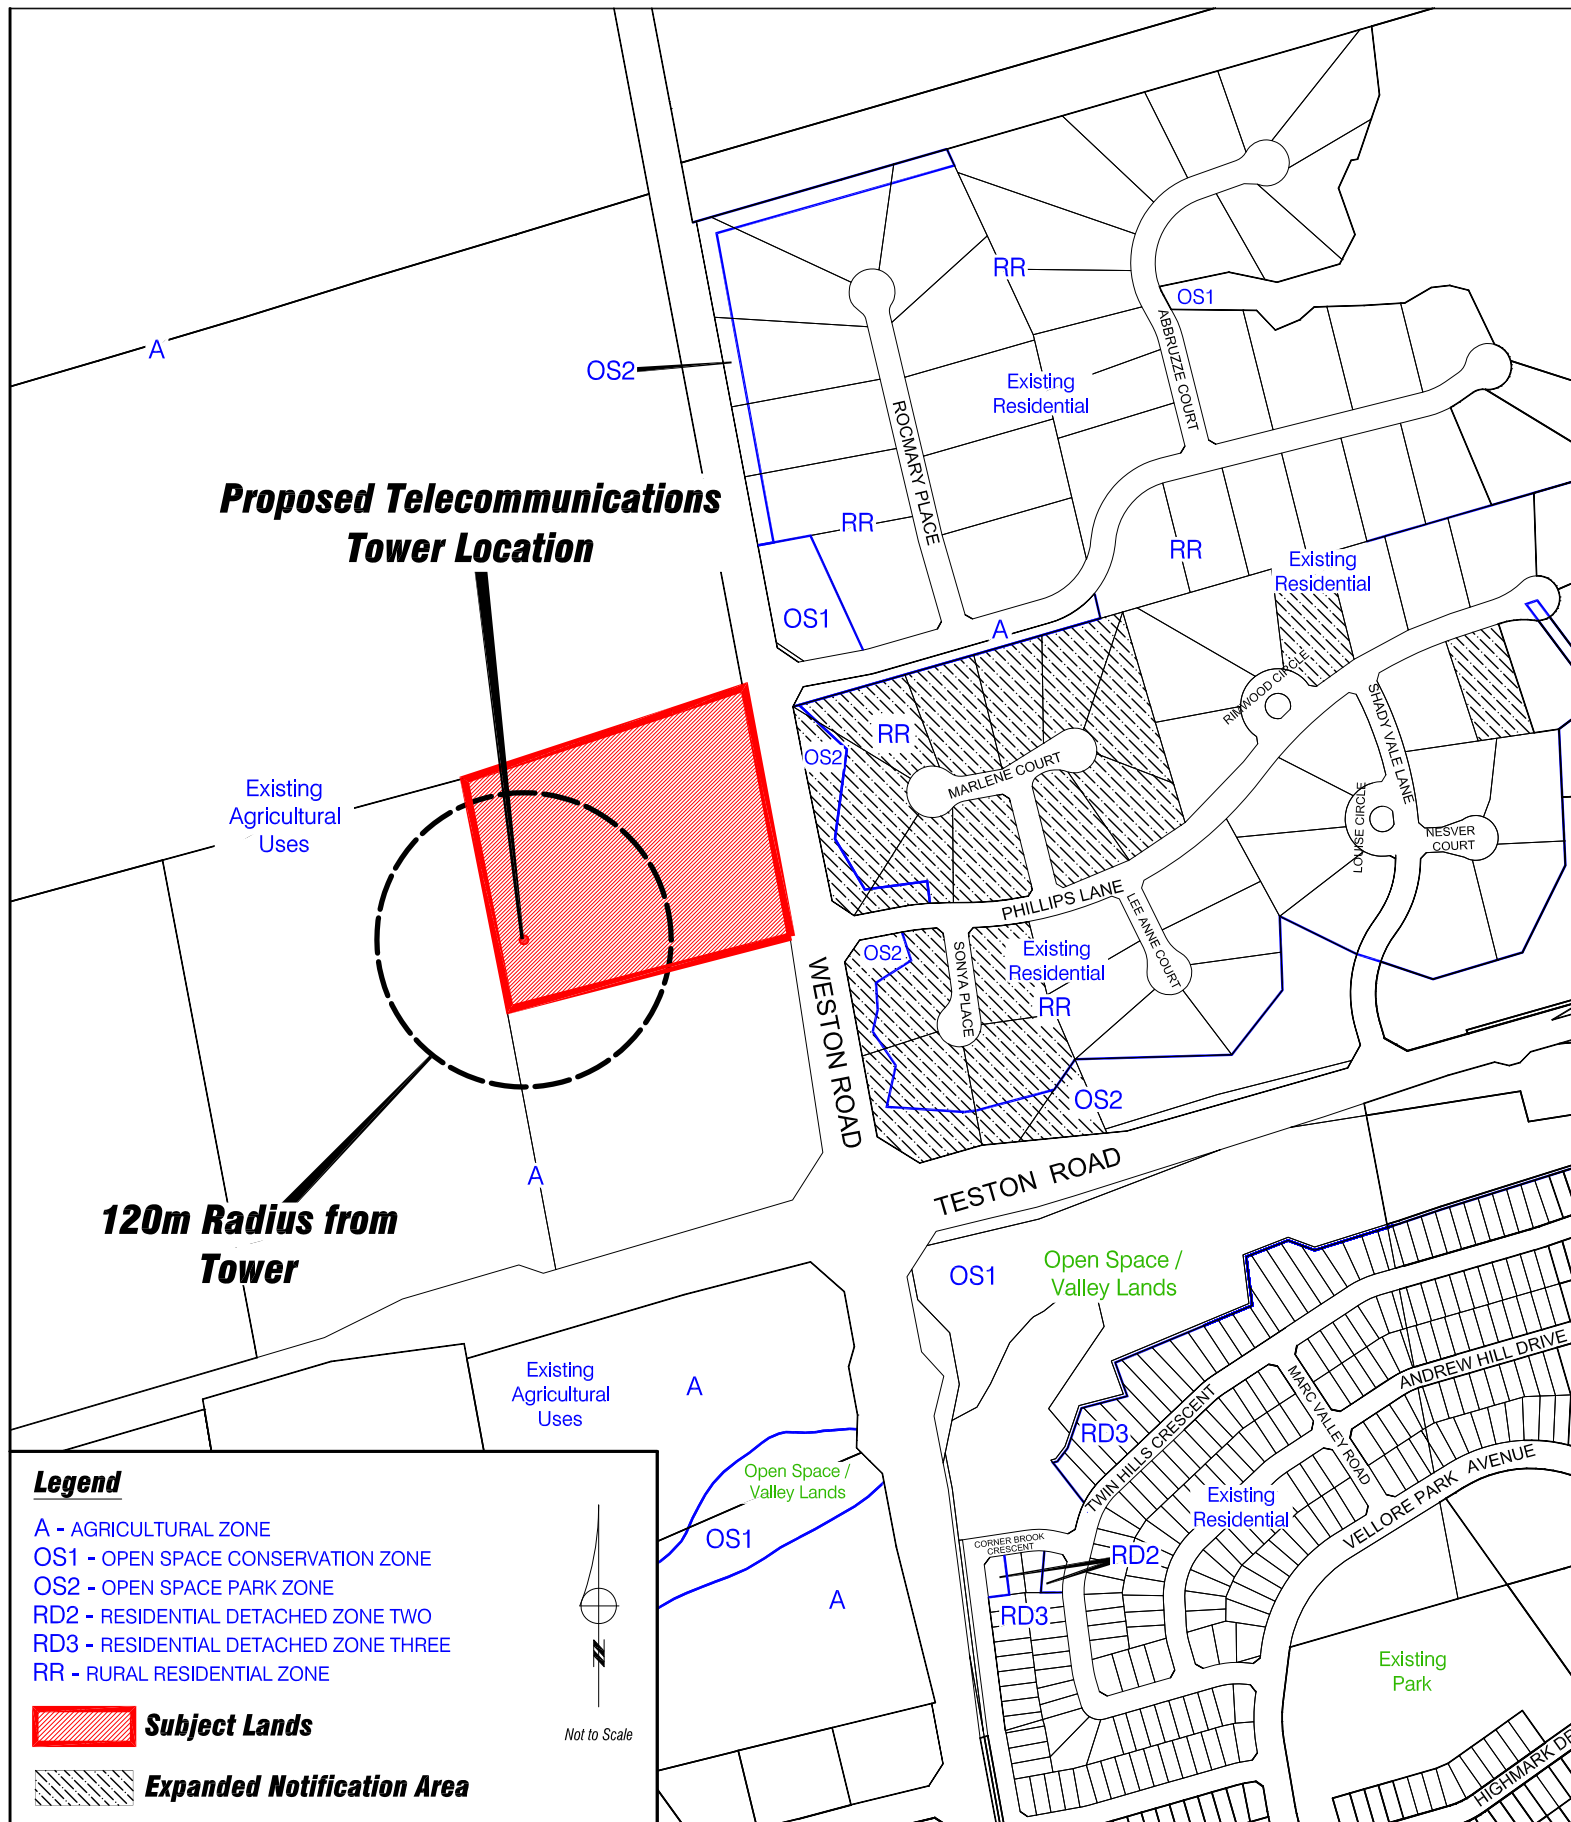 RR
OS1
A
OS2
ABBRUZZE COURT
Existing
Residential
ROCMARY PLACE
Proposed Telecommunications
Tower Location
RR
RR
Existing
Residential
OS1
A
RIMWOOD CIRCLE
SHADY VALE LANE
RR
OS2
MARLENE COURT
Existing
Agricultural
Uses
LOUISE CIRCLE
NESVER
COURT
PHILLIPS LANE
LEE ANNE COURT
OS2
SONYA PLACE
Existing
Residential
RR
WESTON ROAD
OS2
A
TESTON ROAD
120m Radius from
Tower
OS1
Open Space /
Valley Lands
Existing
Agricultural
Uses
A
ANDREW HILL DRIVE
MARC VALLEY ROAD
TWIN HILLS CRESCENT
RD3
VELLORE PARK AVENUE
Open Space /
Valley Lands
OS1
Existing
Residential
CORNER BROOK
CRESCENT
RD2
A
RD3
Existing
Park
HIGHMARK DR
Legend
A - AGRICULTURAL ZONE
OS1 - OPEN SPACE CONSERVATION ZONE
OS2 - OPEN SPACE PARK ZONE
RD2 - RESIDENTIAL DETACHED ZONE TWO
RD3 - RESIDENTIAL DETACHED ZONE THREE
RR - RURAL RESIDENTIAL ZONE
N
Subject Lands
Not to Scale
Expanded Notification Area